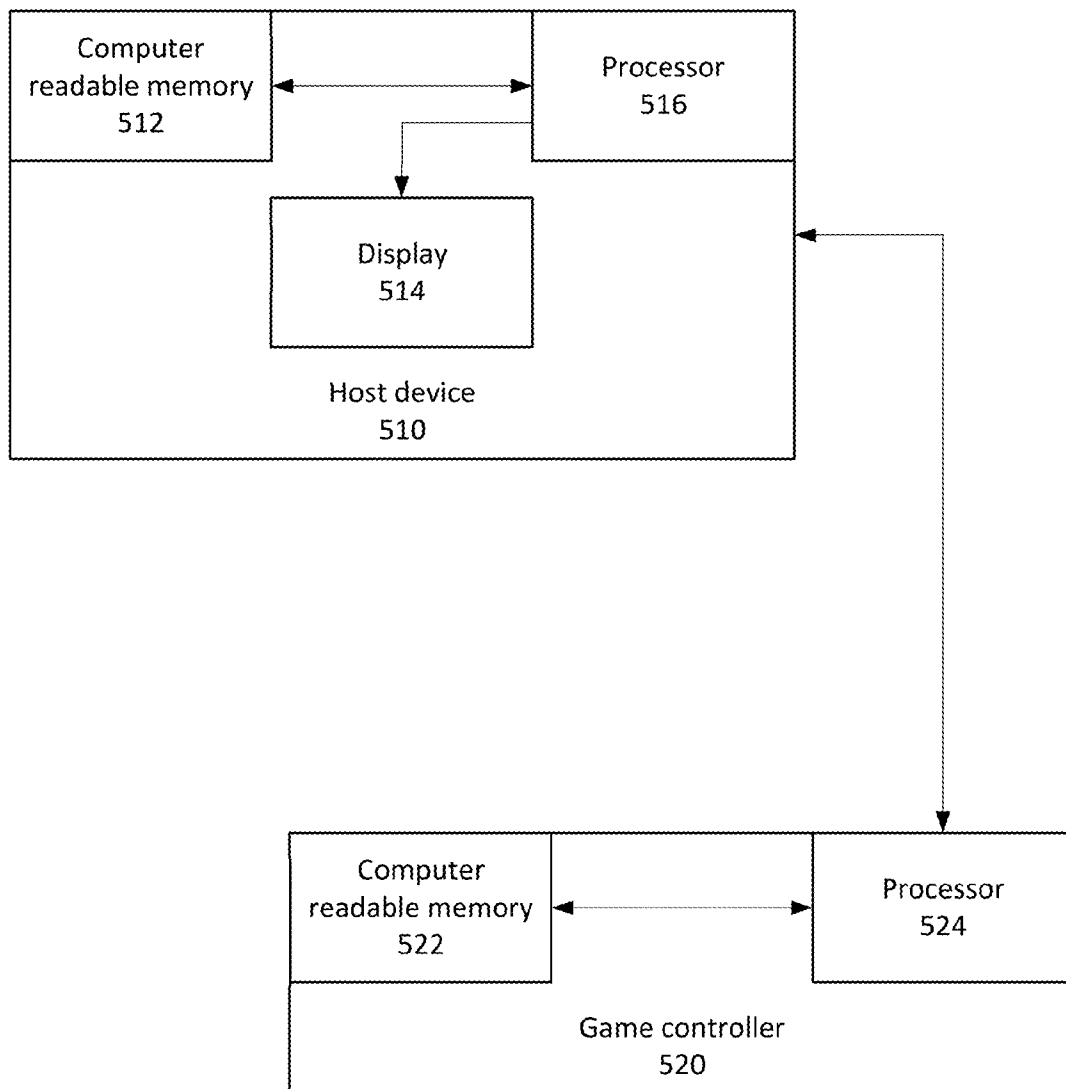 Computer
readable memory
512
Processor
516
Display
514
Host device
510
Computer
readable memory
522
Processor
524
Game controller
520